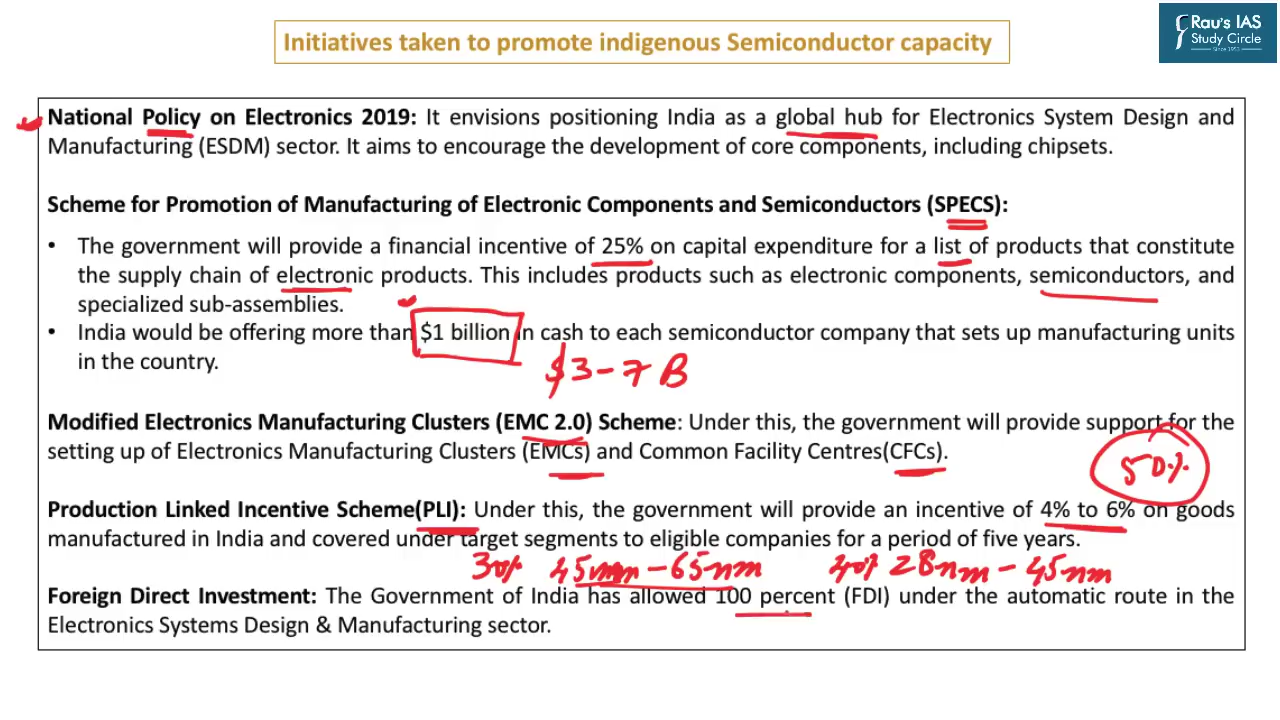 Initiatives taken to promote indigenous Semiconductor capacity
Rau's IAS
Study Circle
Since 1953
National Policy on Electronics 2019: It envisions positioning India as a global hub for Electronics System Design and
Manufacturing (ESDM) sector. It aims to encourage the development of core components, including chipsets.
Scheme for Promotion of Manufacturing of Electronic Components and Semiconductors (SPECS):
• The government will provide a financial incentive of 25% on capital expenditure for a list of products that constitute
the supply chain of electronic products. This includes products such as electronic components, semiconductors, and
specialized sub-assemblies.
• India would be offering more than $1 billion in cash to each semiconductor company that sets up manufacturing units
in the country.
$3-7 B
Modified Electronics Manufacturing Clusters (EMC 2.0) Scheme: Under this, the government will provide support for the
setting up of Electronics Manufacturing Clusters (EMCs) and Common Facility Centres(CFCs).
50%
Production Linked Incentive Scheme(PLI): Under this, the government will provide an incentive of 4% to 6% on goods
manufactured in India and covered under target segments to eligible companies for a period of five years.
30% 45nm-65nm 40% 28nm-45nm
Foreign Direct Investment: The Government of India has allowed 100 percent (FDI) under the automatic route in the
Electronics Systems Design & Manufacturing sector.